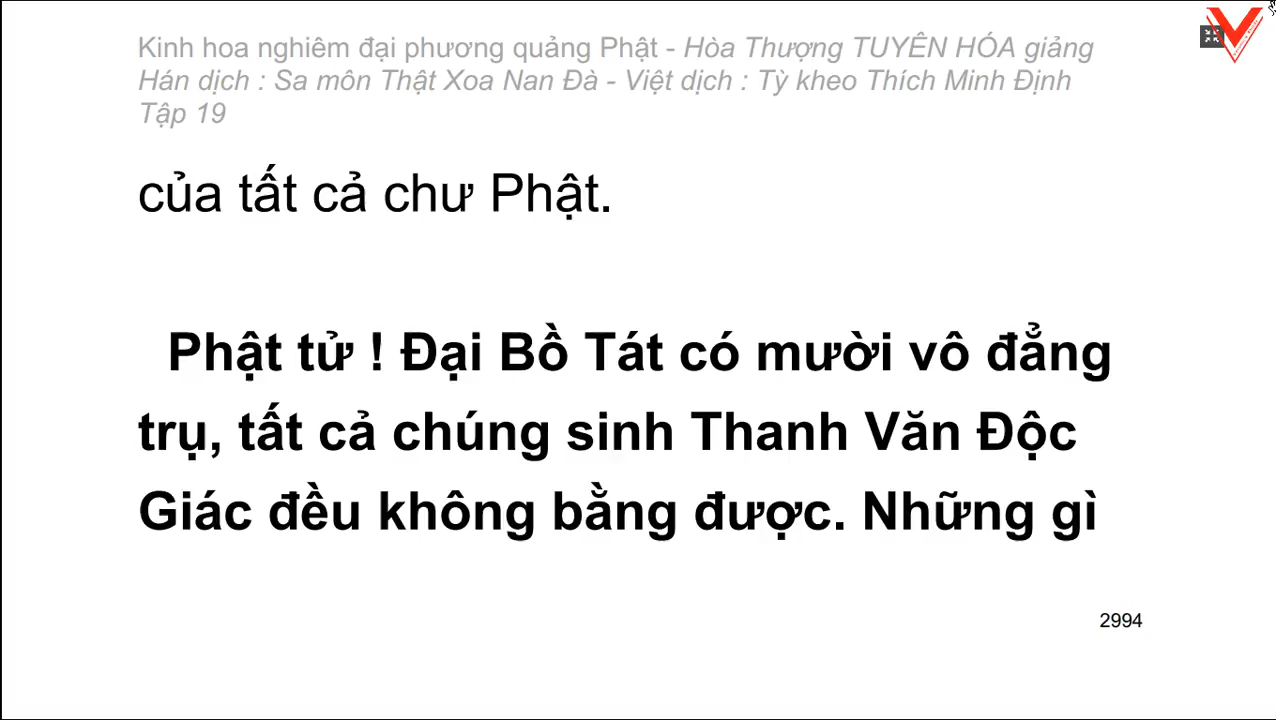 Kinh hoa nghiêm đại phương quảng Phật - Hòa Thượng TUYÊN HÓA giảng
Hán dịch : Sa môn Thật Xoa Nan Đà - Việt dịch : Tỳ kheo Thích Minh Định
Tập 19
của tất cả chư Phật.
Phật tử ! Đại Bồ Tát có mười vô đẳng
trụ, tất cả chúng sinh Thanh Văn Độc
Giác đều không bằng được. Những gì
2994